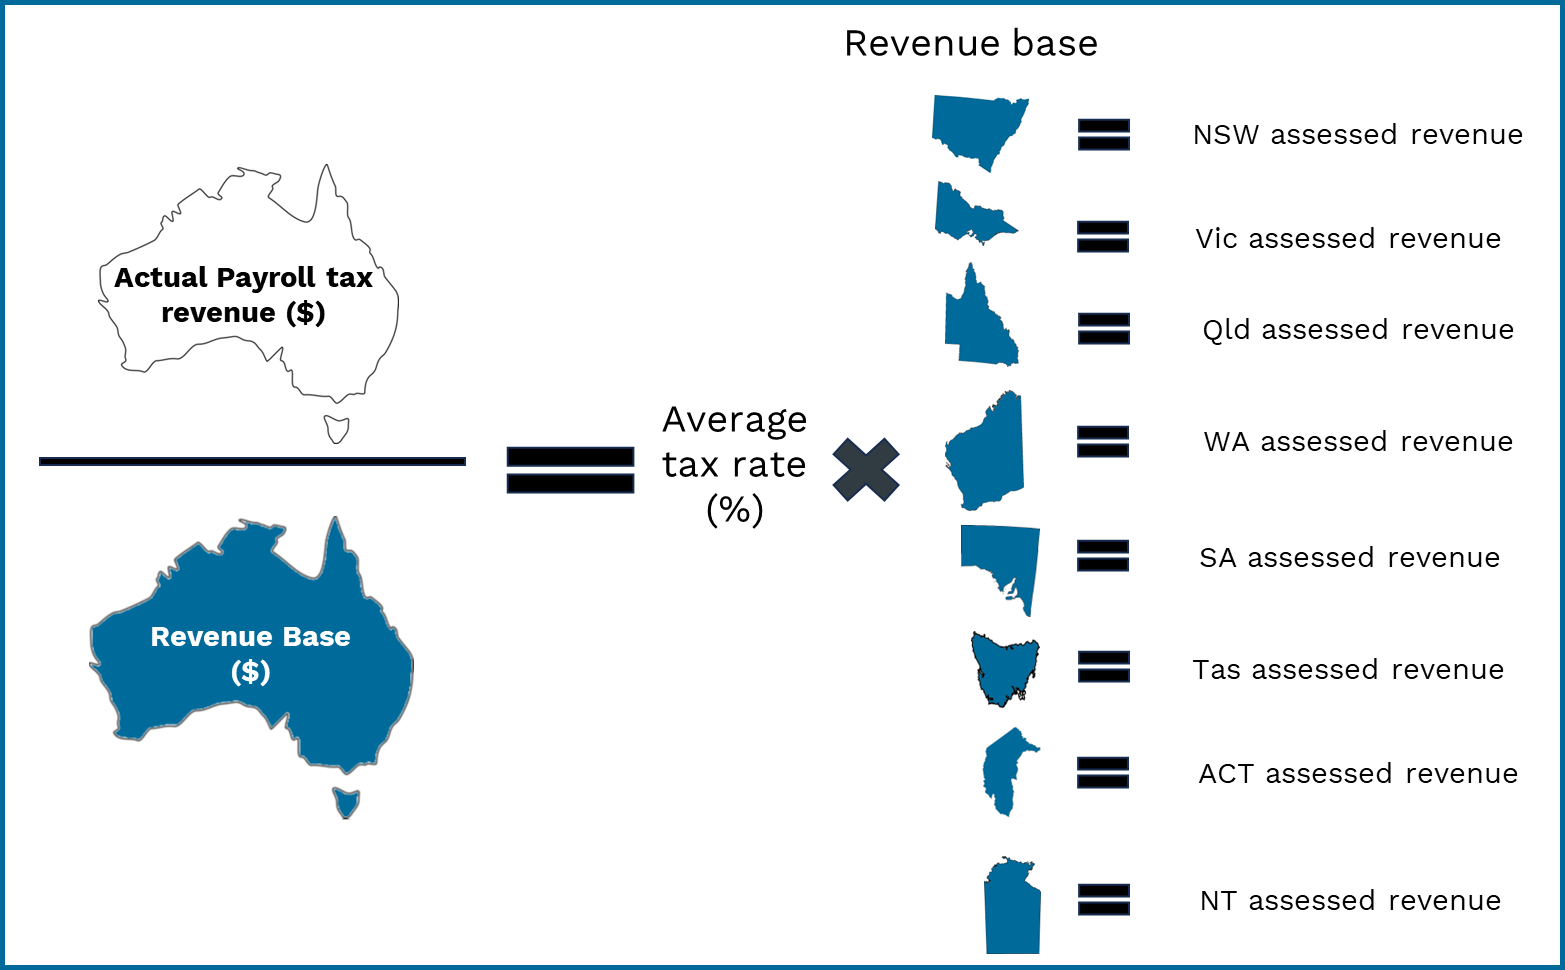 Revenue base
Actual Payroll tax
revenue ($)
Revenue Base
($)
Average
tax rate
(%)
NSW assessed revenue
Vic assessed revenue
Qld assessed revenue
WA assessed revenue
SA assessed revenue
Tas assessed revenue
ACT assessed revenue
NT assessed revenue